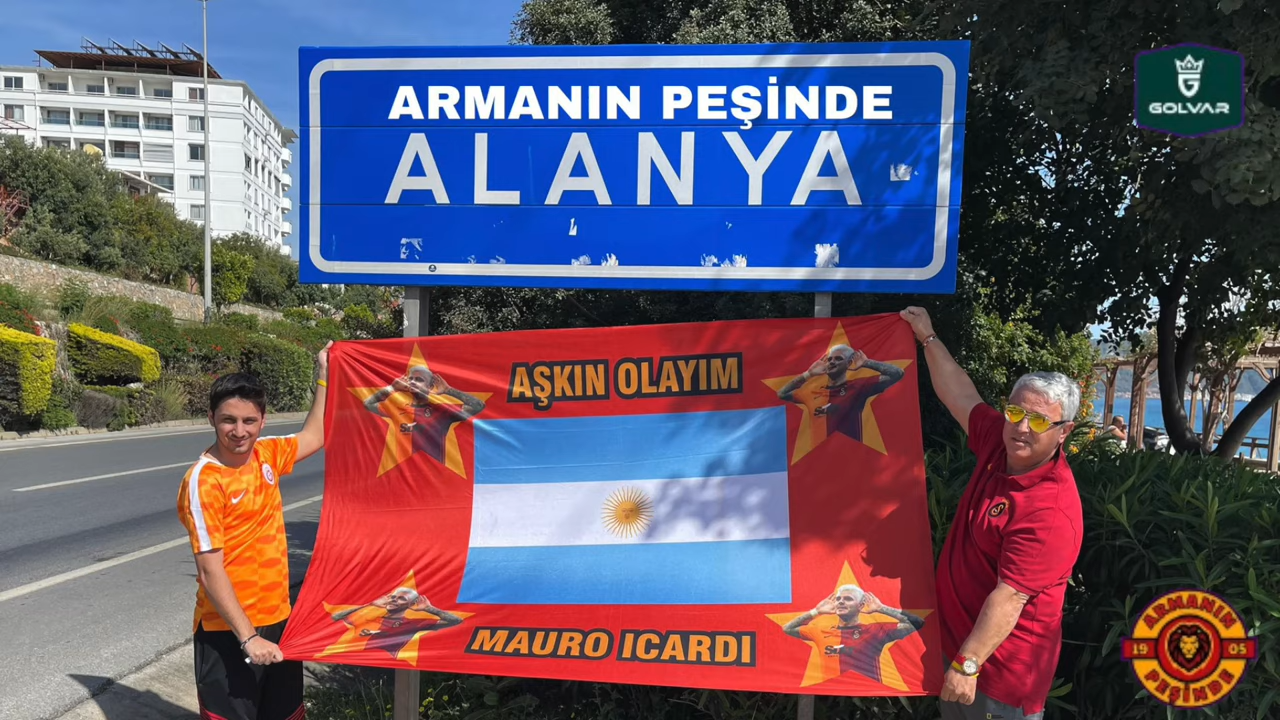 ARMANIN PEŞİNDE
ALANYA
GOLVAR
AŞKIN OLAYIM
MAURO ICARDI
ARMANIN
19 05
PEŞİNDE